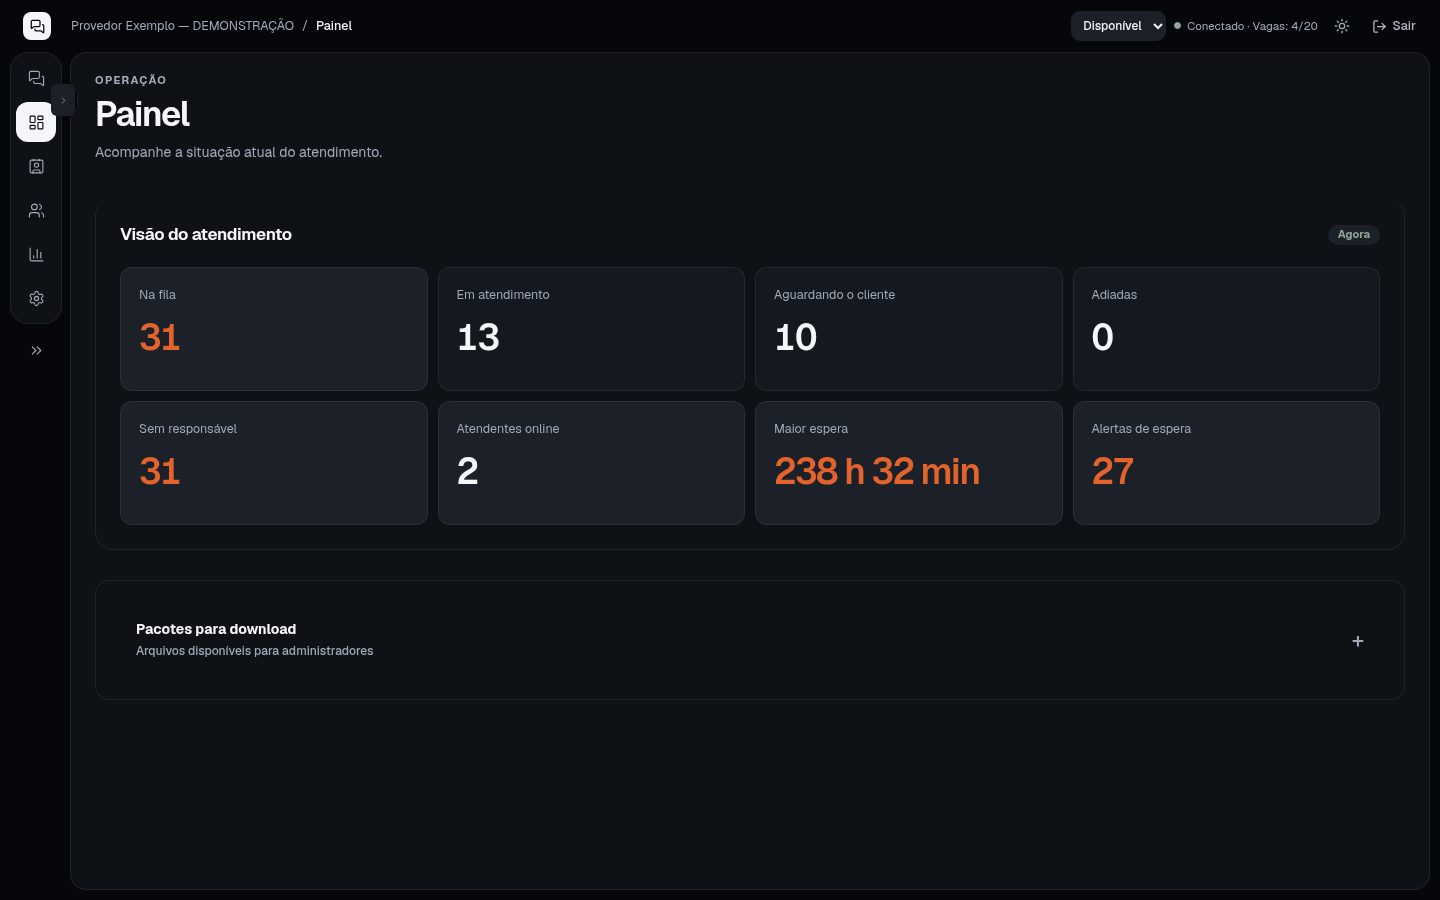 Provedor Exemplo — DEMONSTRAÇÃO / Painel
Disponível
Conectado · Vagas: 4/20
Sair
OPERAÇÃO
Painel
Acompanhe a situação atual do atendimento.
Visão do atendimento
Agora
Na fila
31
Em atendimento
13
Aguardando o cliente
10
Adiadas
0
Sem responsável
31
Atendentes online
2
Maior espera
238 h 32 min
Alertas de espera
27
Pacotes para download
Arquivos disponíveis para administradores